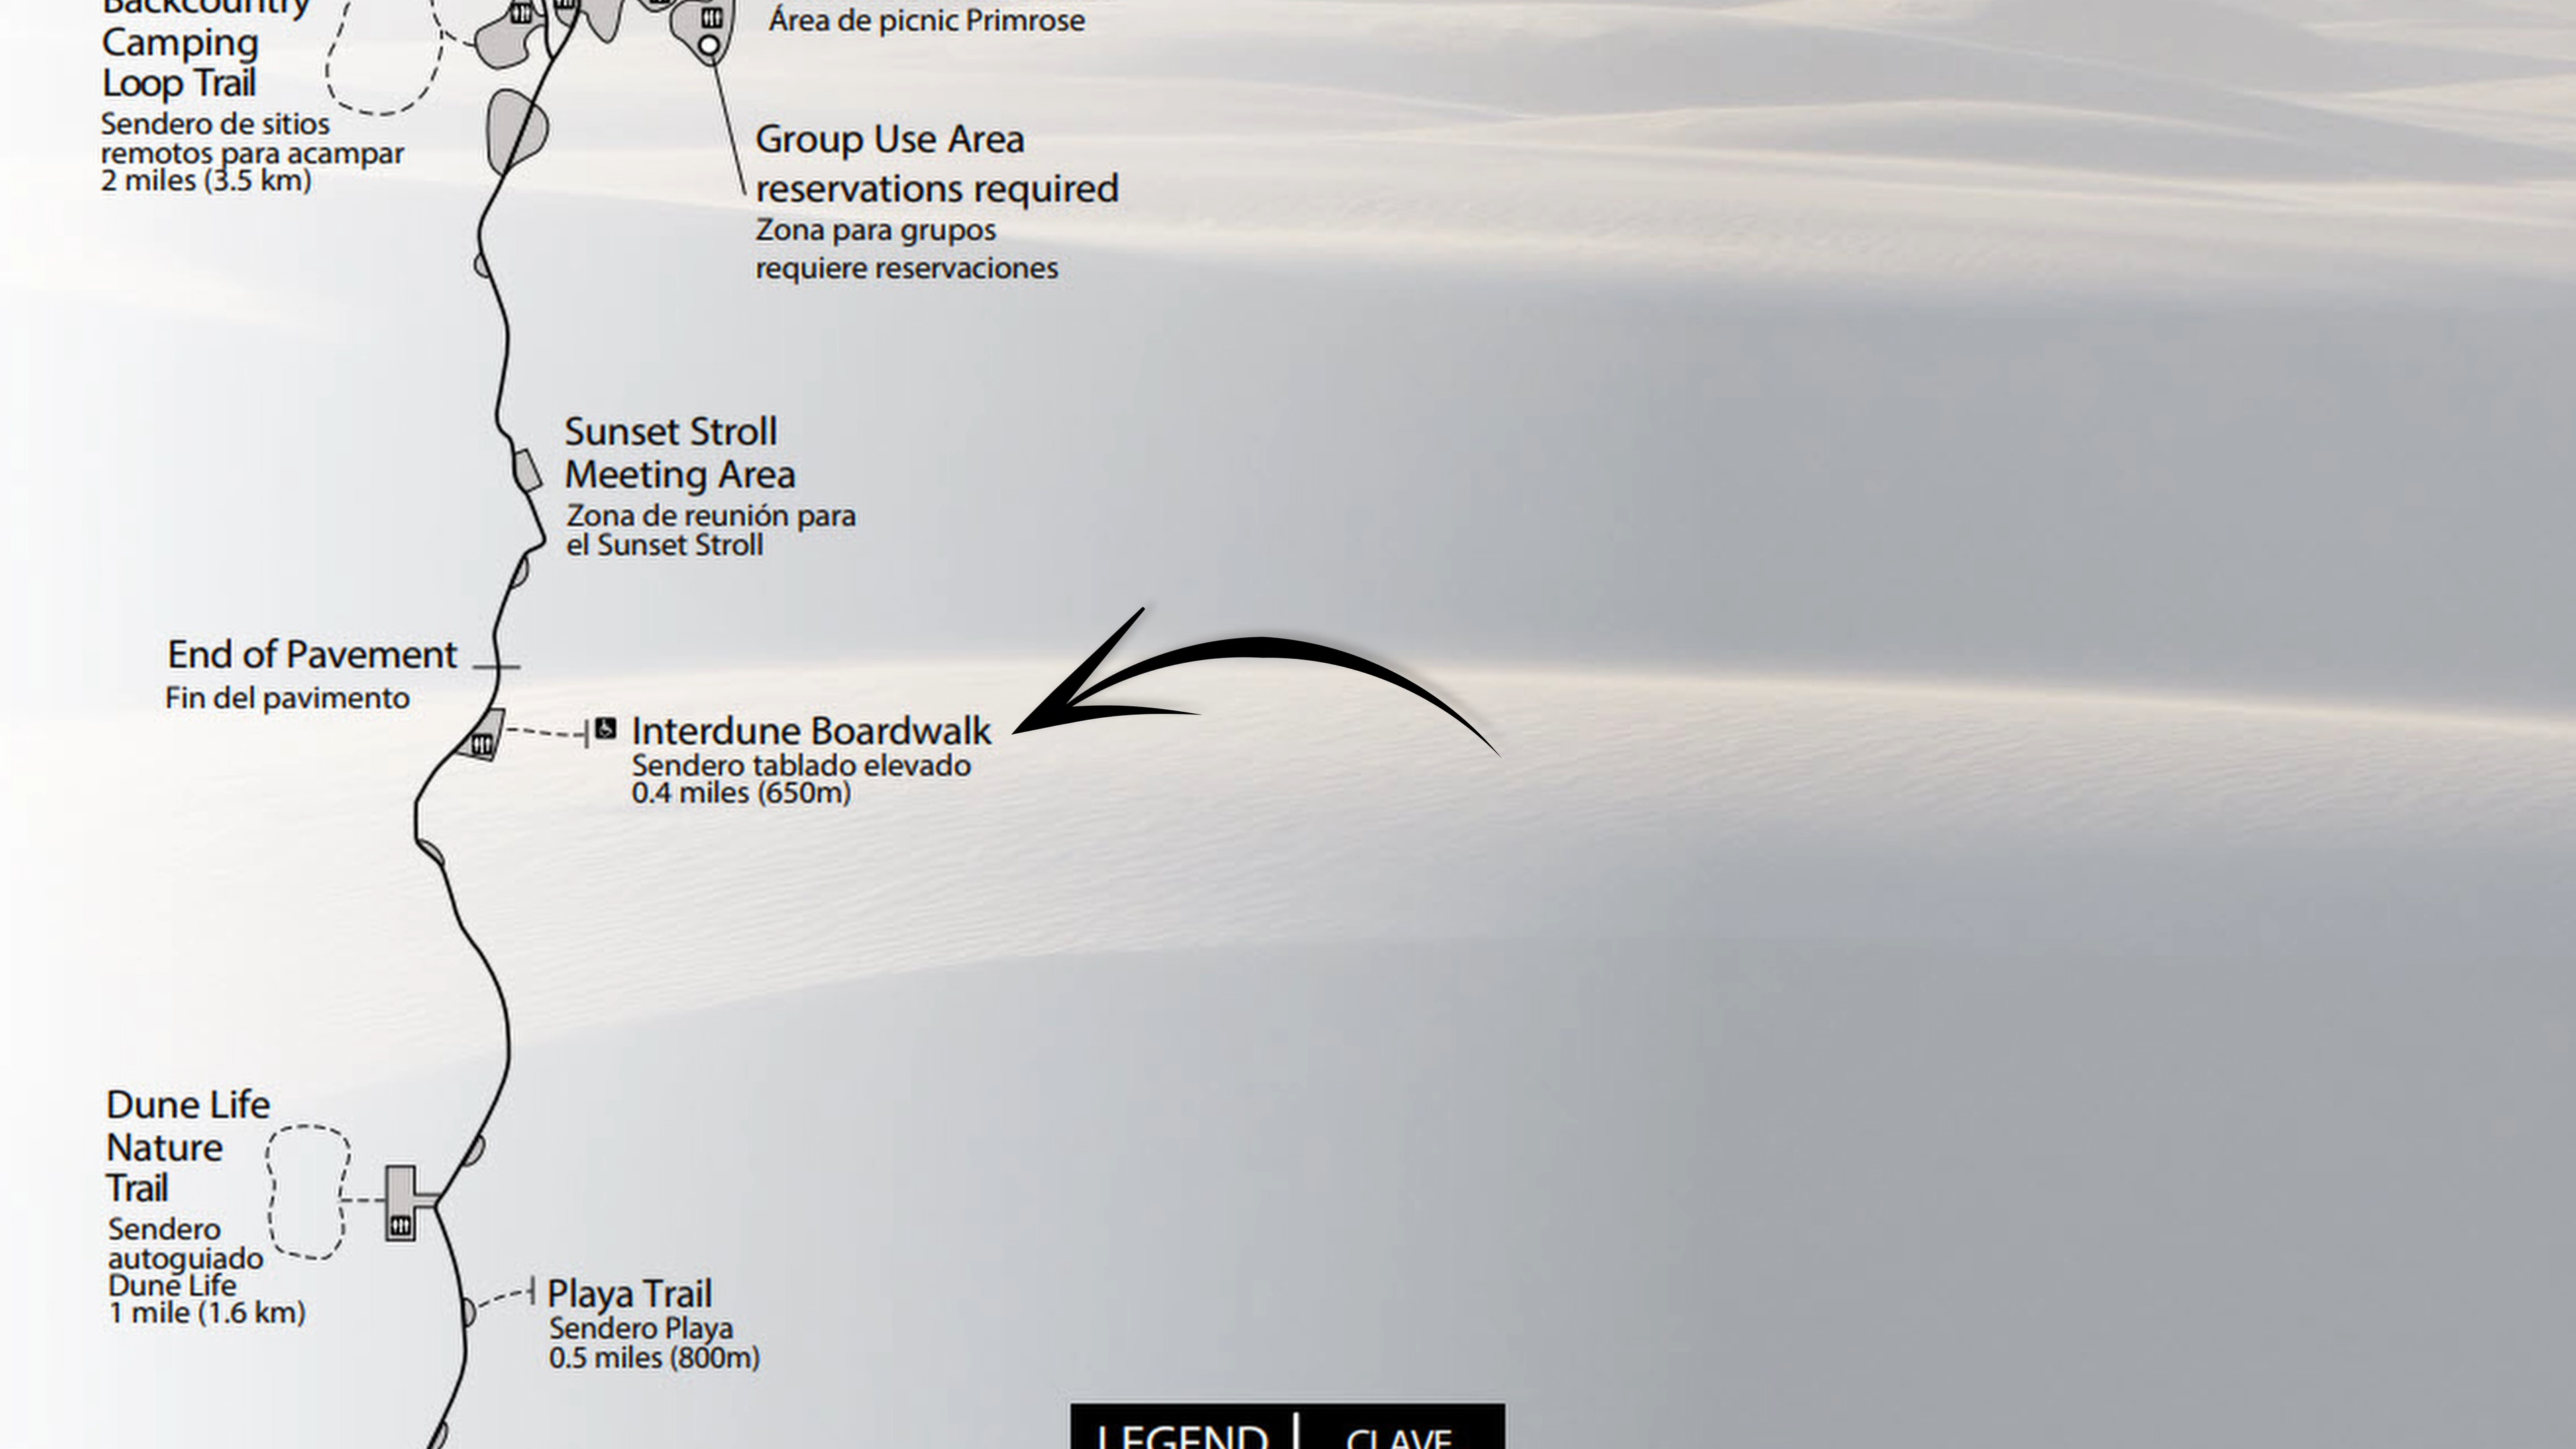 Backcountry
Camping
Loop Trail
Sendero de sitios
remotos para acampar
2 miles (3.5 km)
Área de picnic Primrose
Group Use Area
reservations required
Zona para grupos
requiere reservaciones
Sunset Stroll
Meeting Area
Zona de reunión para
el Sunset Stroll
End of Pavement
Fin del pavimento
Interdune Boardwalk
Sendero tablado elevado
0.4 miles (650m)
Dune Life
Nature
Trail
Sendero
autoguiado
Dune Life
1 mile (1.6 km)
Playa Trail
Sendero Playa
0.5 miles (800m)
LEGEND | CLAVE